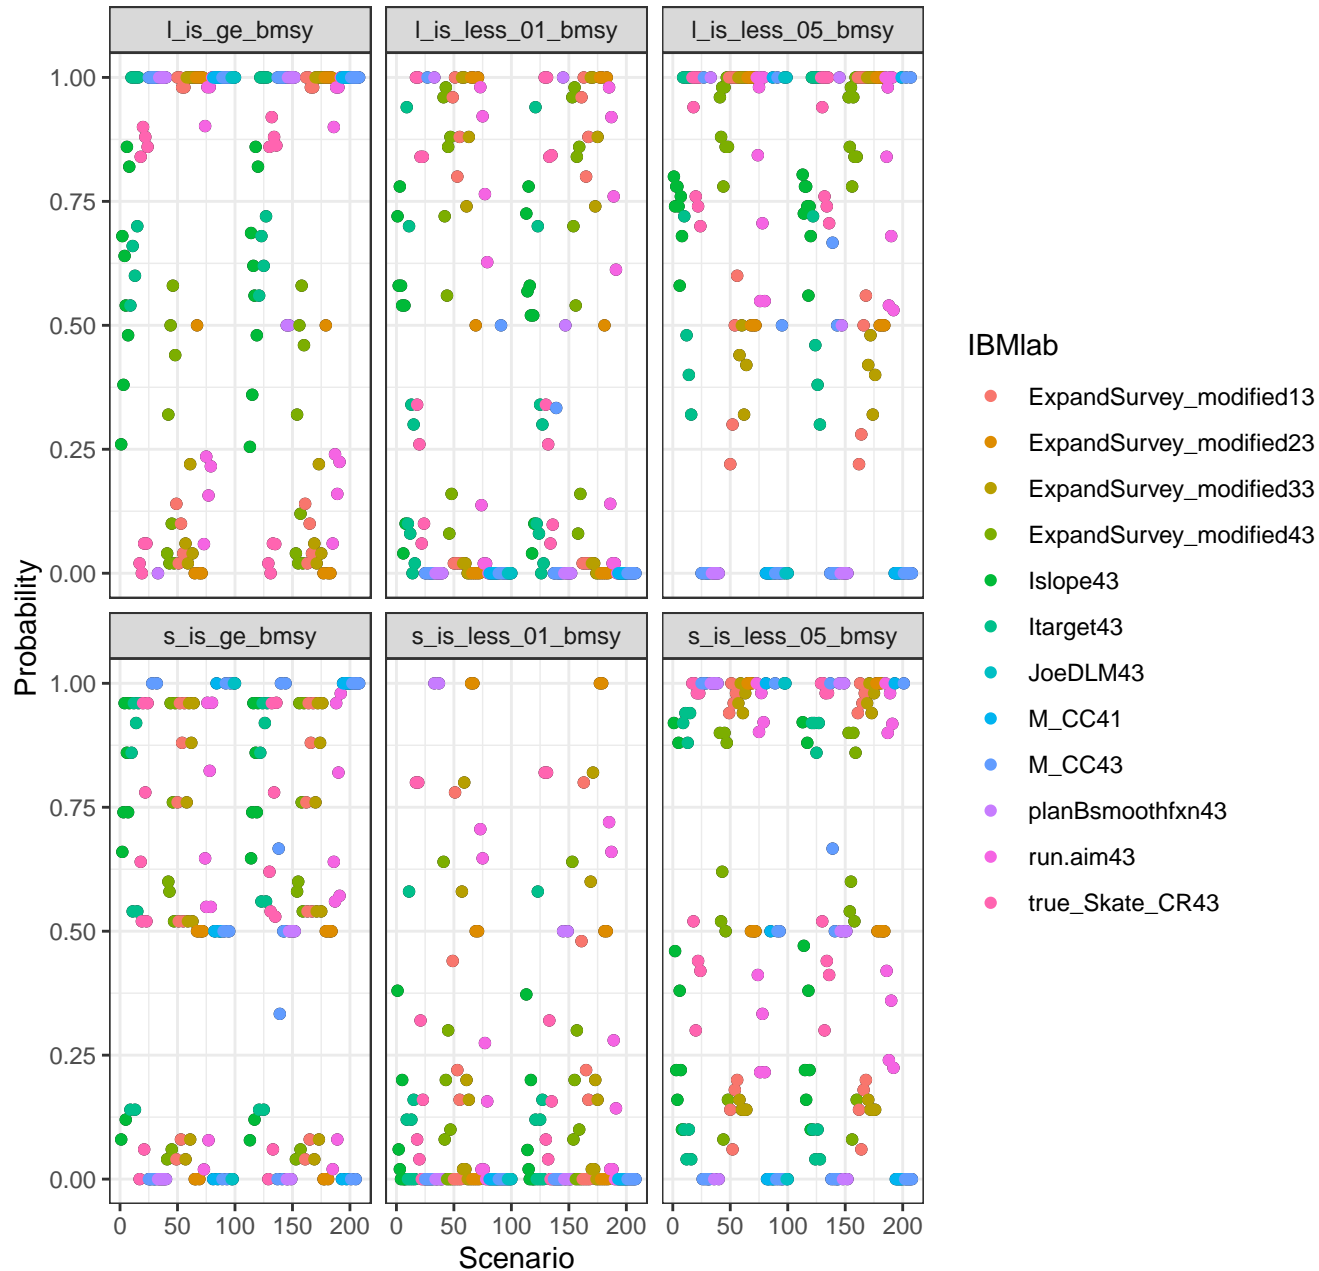 l_is_ge_bmsy
l_is_less_01_bmsy
l_is_less_05_bmsy
1.00
0.75
0.50
0.25
0.00
s_is_ge_bmsy
s_is_less_01_bmsy
s_is_less_05_bmsy
1.00
0.75
0.50
0.25
0.00
0 50 100 150 200
0 50 100 150 200
0 50 100 150 200
Scenario
Probability
IBMlab
ExpandSurvey_modified13
ExpandSurvey_modified23
ExpandSurvey_modified33
ExpandSurvey_modified43
Islope43
Itarget43
JoeDLM43
M_CC41
M_CC43
planBsmoothfxn43
run.aim43
true_Skate_CR43